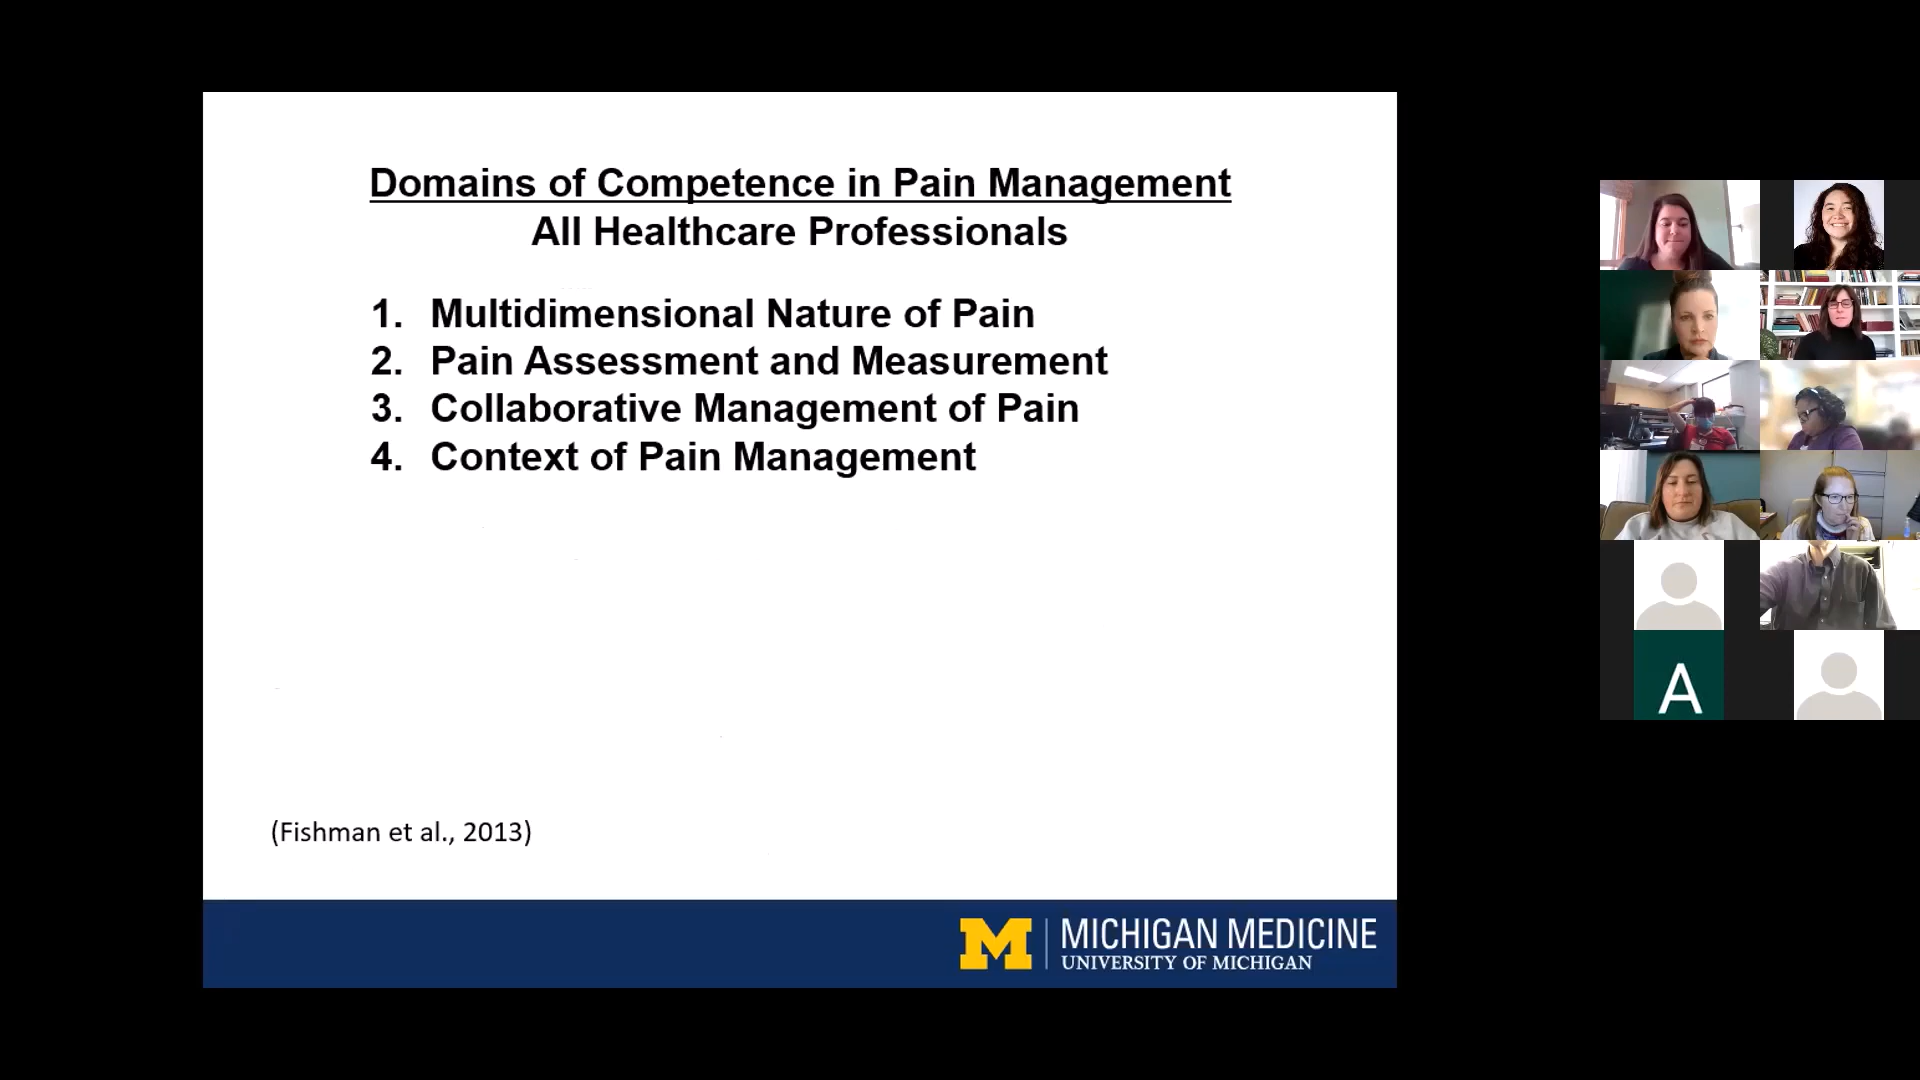 Domains of Competence in Pain Management
All Healthcare Professionals
1. Multidimensional Nature of Pain
2. Pain Assessment and Measurement
3. Collaborative Management of Pain
4. Context of Pain Management
(Fishman et al., 2013)
M MICHIGAN MEDICINE
UNIVERSITY OF MICHIGAN
A